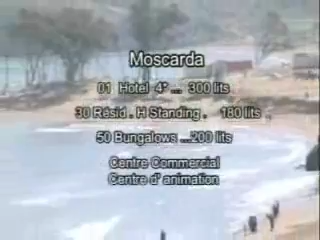 Moscarda
01 Hotel 4* ... 300 lits
30 Résid . H Standing . 180 lits
50 Bungalows ...200 lits
Centre Commercial
Centre d' animation